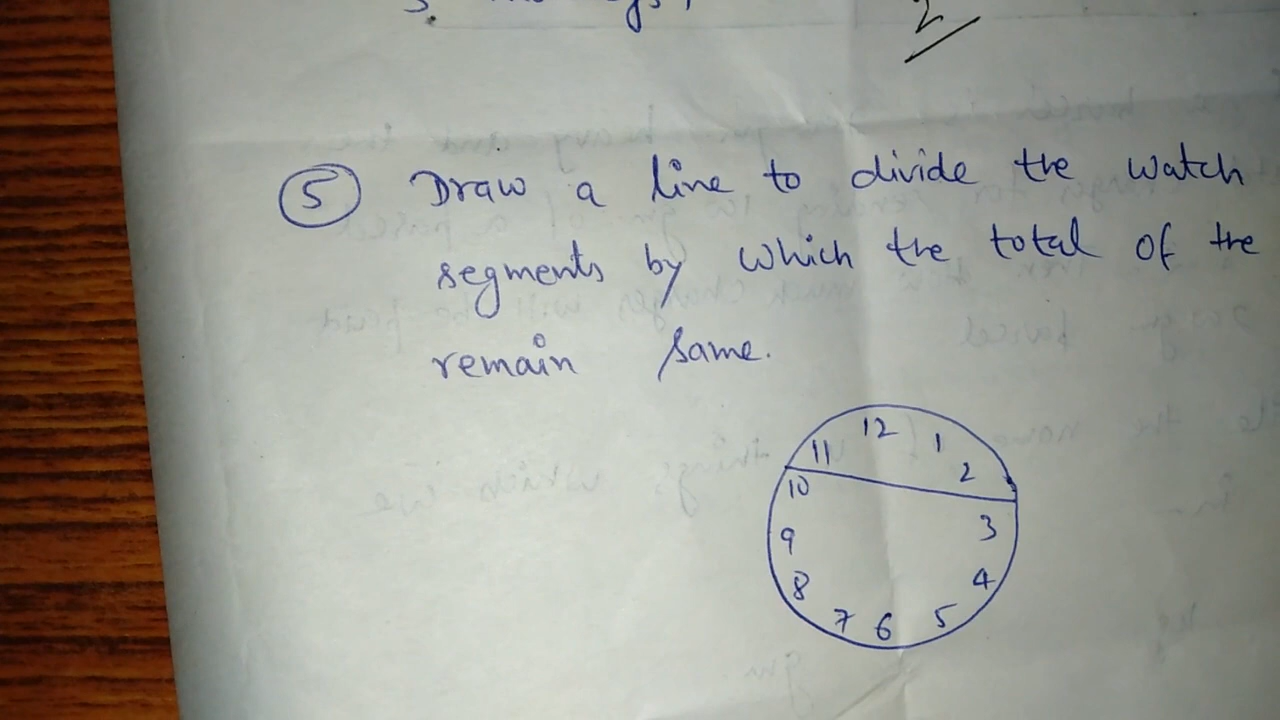 2
5 Draw a line to divide the watch
segments by which the total of the
remain same.
12
11 1
2
10
3
9
8 4
7 6 5